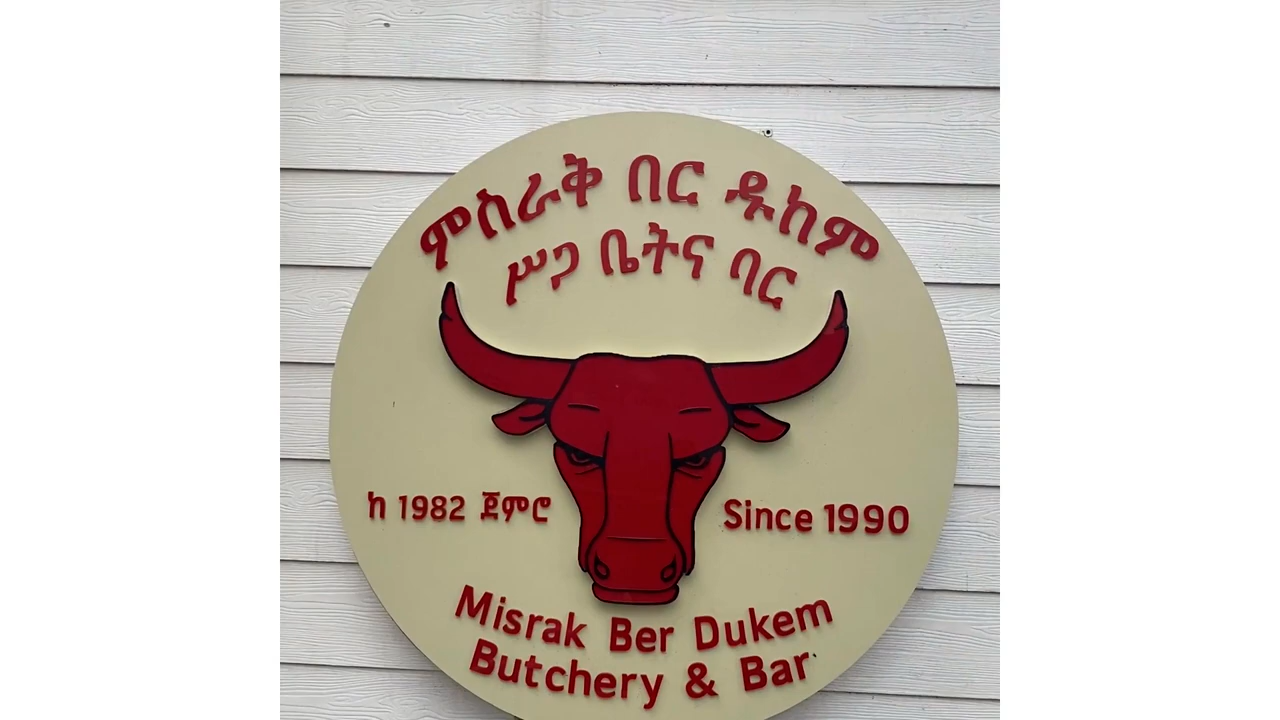 ምስራቅ በር ዱከም
ሥጋ ቤትና ባር
ከ 1982 ጀምሮ
Since 1990
Misrak Ber Dukem
Butchery & Bar